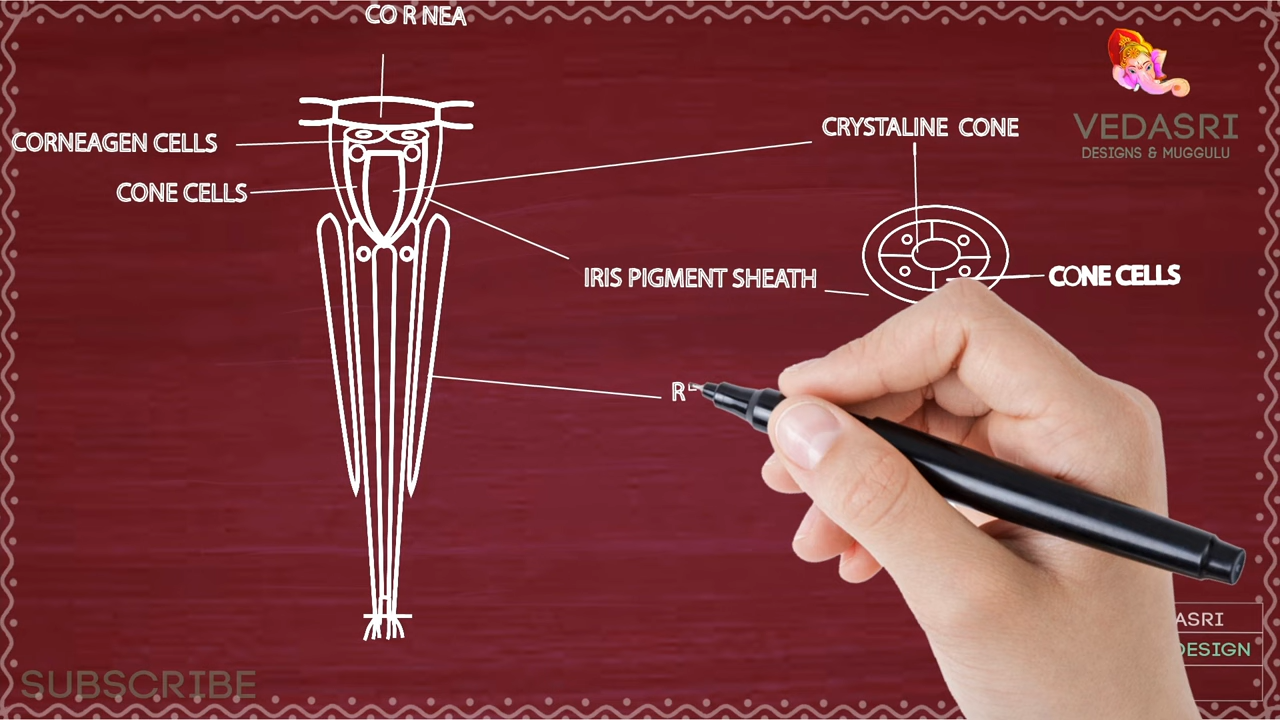 CO R NEA
VEDASRI
DESIGNS & MUGGULU
CRYSTALINE CONE
CORNEAGEN CELLS
CONE CELLS
IRIS PIGMENT SHEATH
CONE CELLS
R
ASRI
DESIGN
SUBSCRIBE